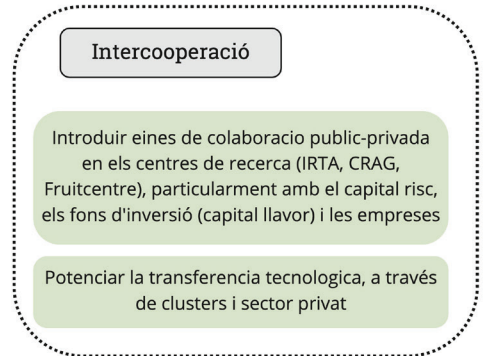 Intercooperació
Introduir eines de colaboracio public-privada
en els centres de recerca (IRTA, CRAG,
Fruitcentre), particularment amb el capital risc,
els fons d'inversió (capital llavor) i les empreses
Potenciar la transferencia tecnologica, a través
de clusters i sector privat